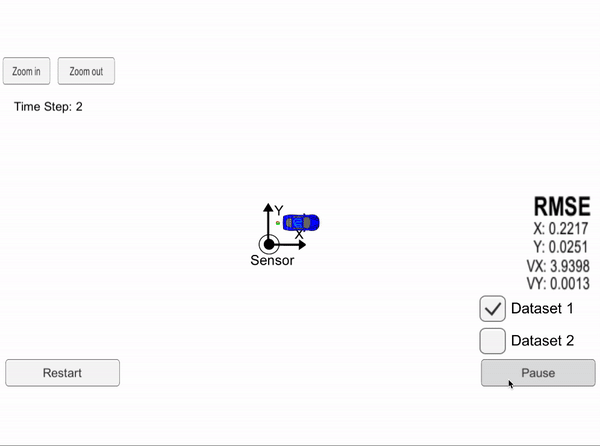 Zoom in
Zoom out
Time Step: 2
Y
X
Sensor
RMSE
X: 0.2217
Y: 0.0251
VX: 3.9398
VY: 0.0013
Dataset 1
Dataset 2
Restart
Pause